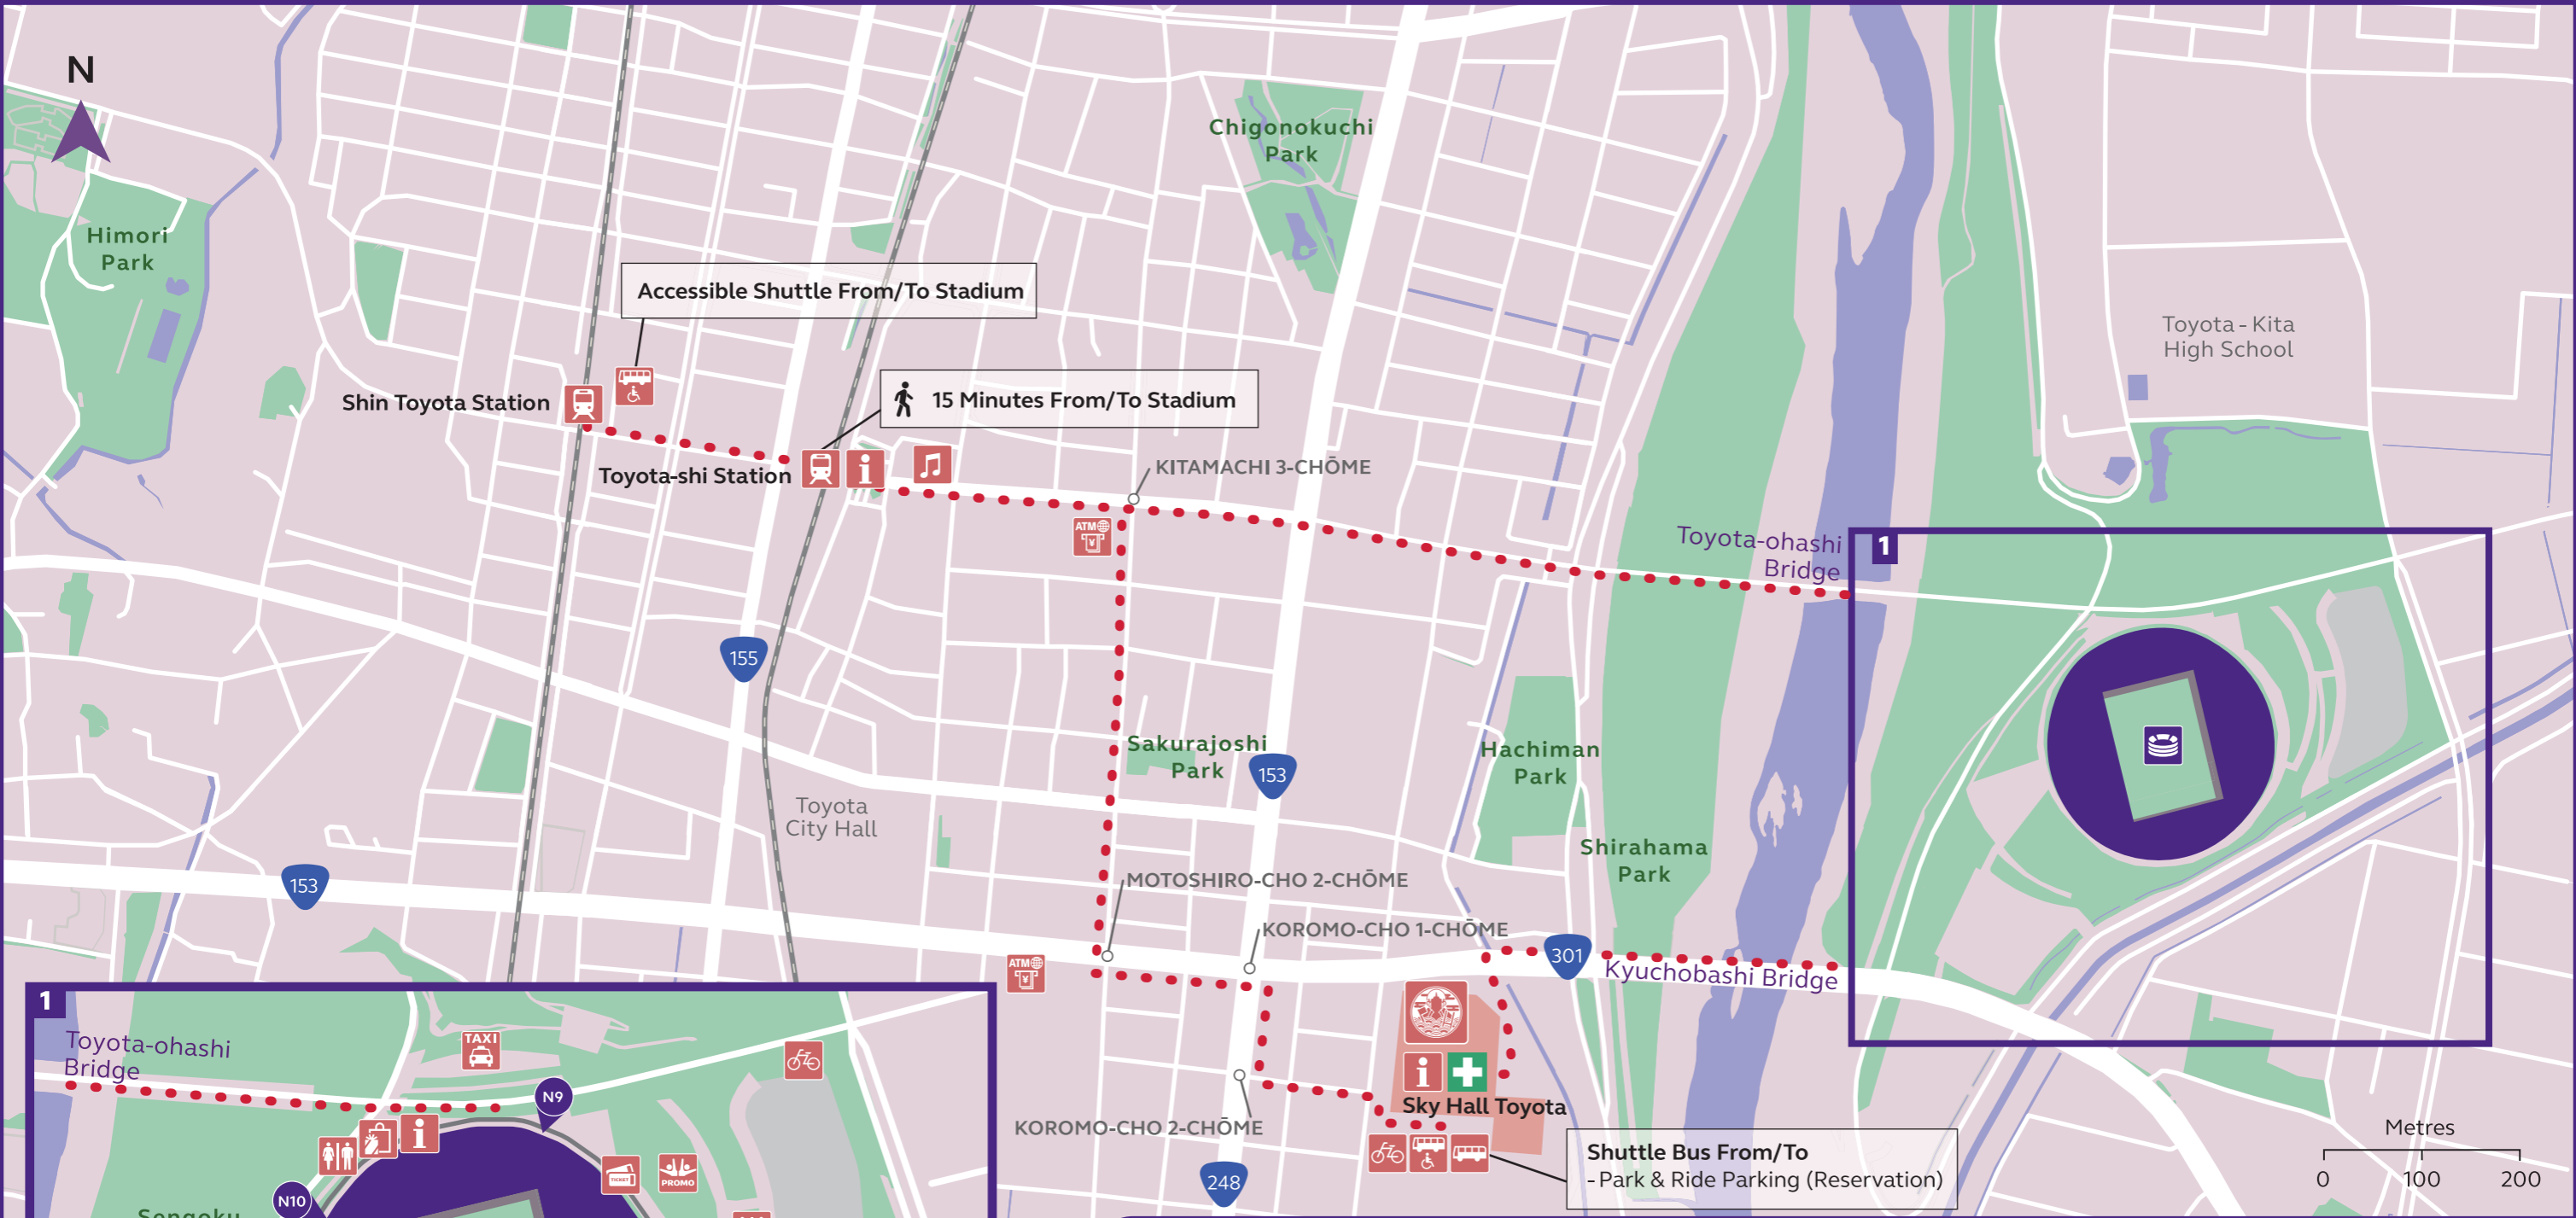 N
Chigonokuchi
Park
Himori
Park
Accessible Shuttle From/To Stadium
Toyota-Kita
High School
Shin Toyota Station
15 Minutes From/To Stadium
Toyota-shi Station
KITAMACHI 3-CHŌME
ATM
Toyota-ohashi
Bridge
1
155
Sakurajoshi
Park
153
Hachiman
Park
Toyota
City Hall
Shirahama
Park
153
MOTOSHIRO-CHO 2-CHŌME
KOROMO-CHO 1-CHŌME
301
Kyuchobashi Bridge
ATM
1
Toyota-ohashi
Bridge
TAXI
N9
Sky Hall Toyota
KOROMO-CHO 2-CHŌME
Shuttle Bus From/To
- Park & Ride Parking (Reservation)
Metres
0 100 200
TICKET
PROMO
248
N10
Sengoku